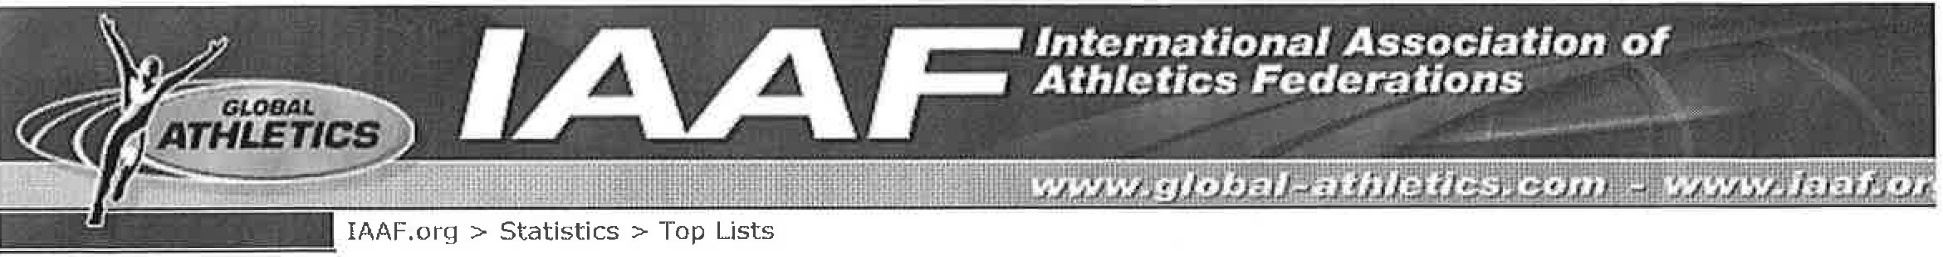 GLOBAL
ATHLETICS
IAAF
International Association of
Athletics Federations
www.global-athletics.com - www.iaaf.or
IAAF.org > Statistics > Top Lists